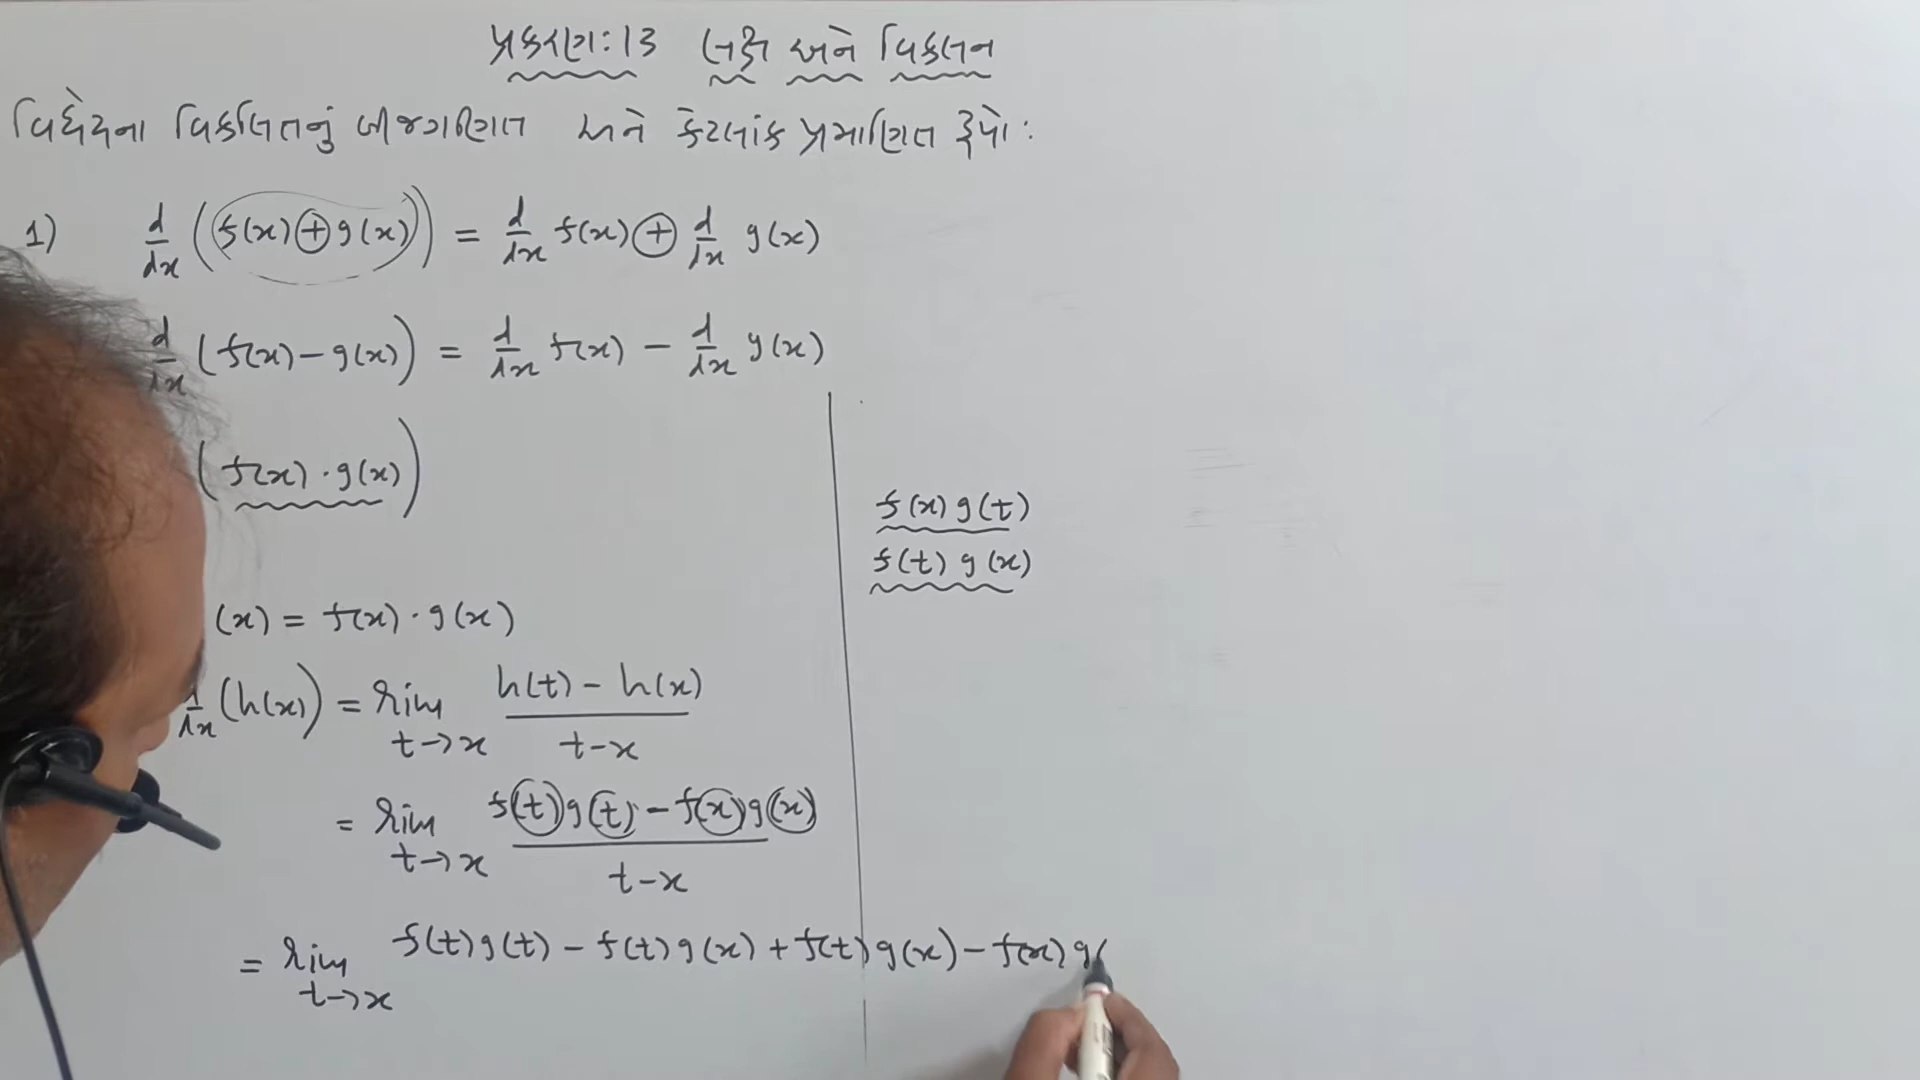 પ્રકરણ:13 લક્ષ અને વિકલન
વિધેયના વિકલિતનું બીજગણિત અને કેટલાંક પ્રમાણિત રૂપો:
1) d/dx (f(x)+g(x)) = d/dx f(x) + d/dx g(x)
d/dx (f(x)-g(x)) = d/dx f(x) - d/dx g(x)
(f(x)·g(x))
f(x)g(t)
f(t) g(x)
(x) = f(x)·g(x)
d/dx (h(x)) = lim t→x h(t)-h(x) / t-x
= lim t→x f(t)g(t)-f(x)g(x) / t-x
= lim t→x f(t)g(t) - f(t)g(x) + f(t)g(x) - f(x)g(